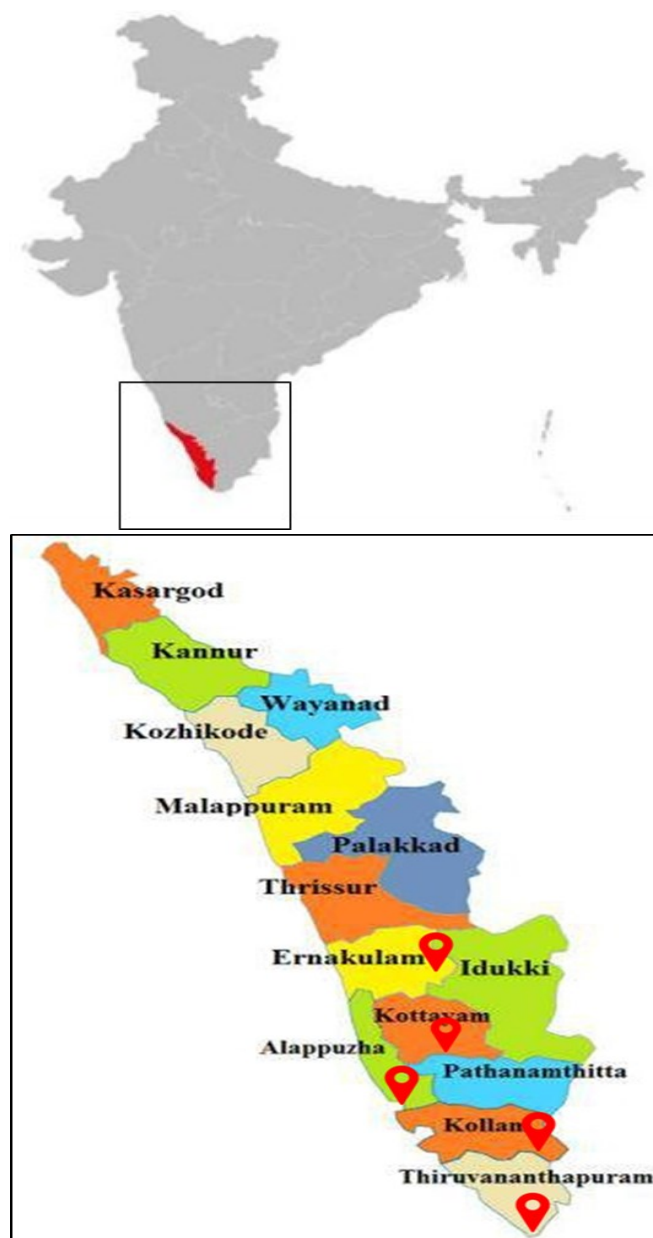 Kasargod
Kannur
Wayanad
Kozhikode
Malappuram
Palakkad
Thrissur
Ernakulam
Idukki
Kottayam
Alappuzha
Pathanamthitta
Kollam
Thiruvananthapuram